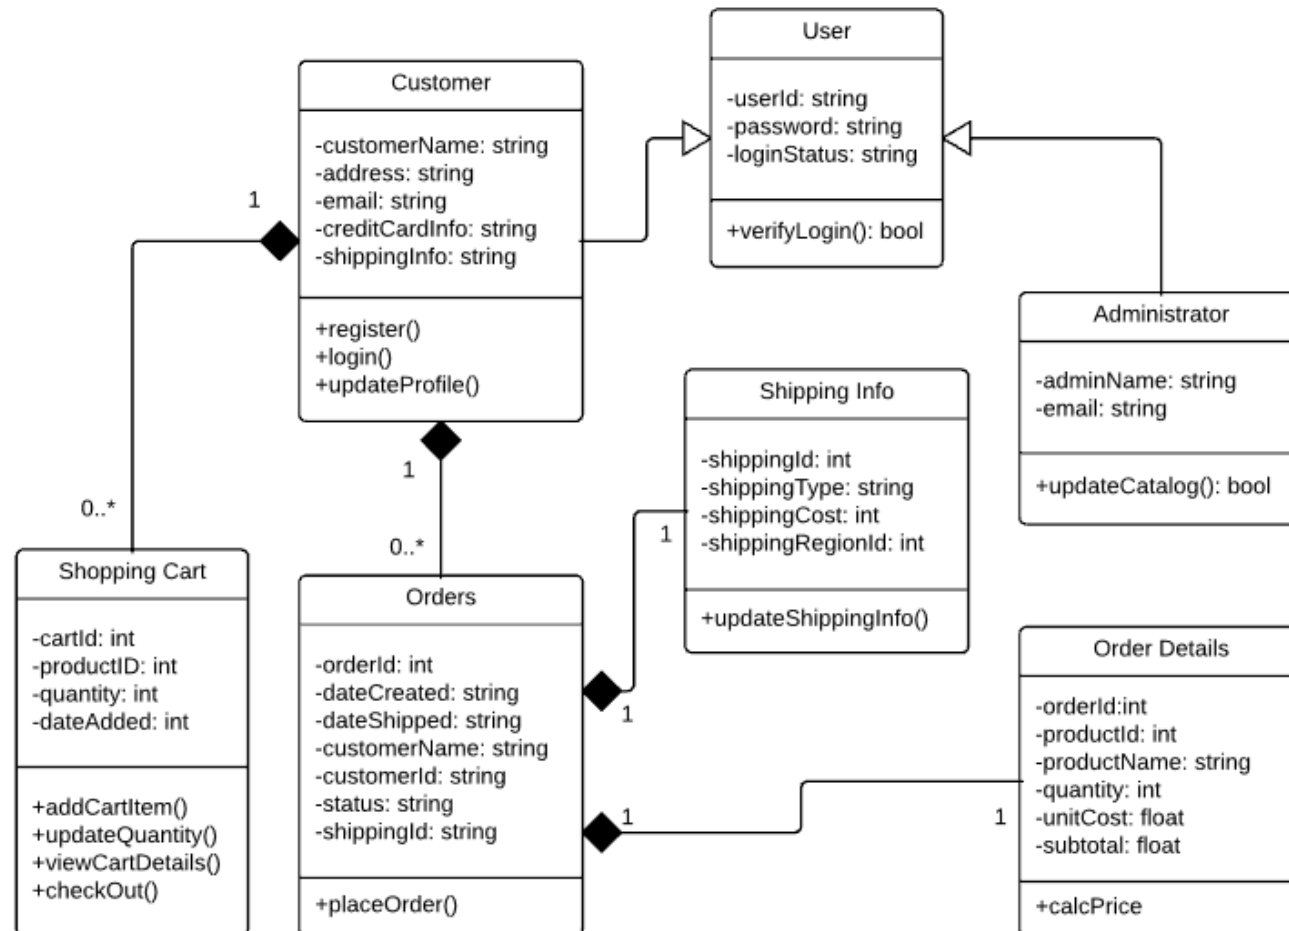 User
-userId: string
-password: string
-loginStatus: string
+verifyLogin(): bool
Customer
-customerName: string
-address: string
-email: string
-creditCardInfo: string
-shippingInfo: string
+register()
+login()
+updateProfile()
1
0..*
1
0..*
Administrator
-adminName: string
-email: string
+updateCatalog(): bool
Shipping Info
-shippingId: int
-shippingType: string
-shippingCost: int
-shippingRegionId: int
+updateShippingInfo()
1
1
Shopping Cart
-cartId: int
-productID: int
-quantity: int
-dateAdded: int
+addCartItem()
+updateQuantity()
+viewCartDetails()
+checkOut()
Orders
-orderId: int
-dateCreated: string
-dateShipped: string
-customerName: string
-customerId: string
-status: string
-shippingId: string
+placeOrder()
1
1
Order Details
-orderId:int
-productId: int
-productName: string
-quantity: int
-unitCost: float
-subtotal: float
+calcPrice